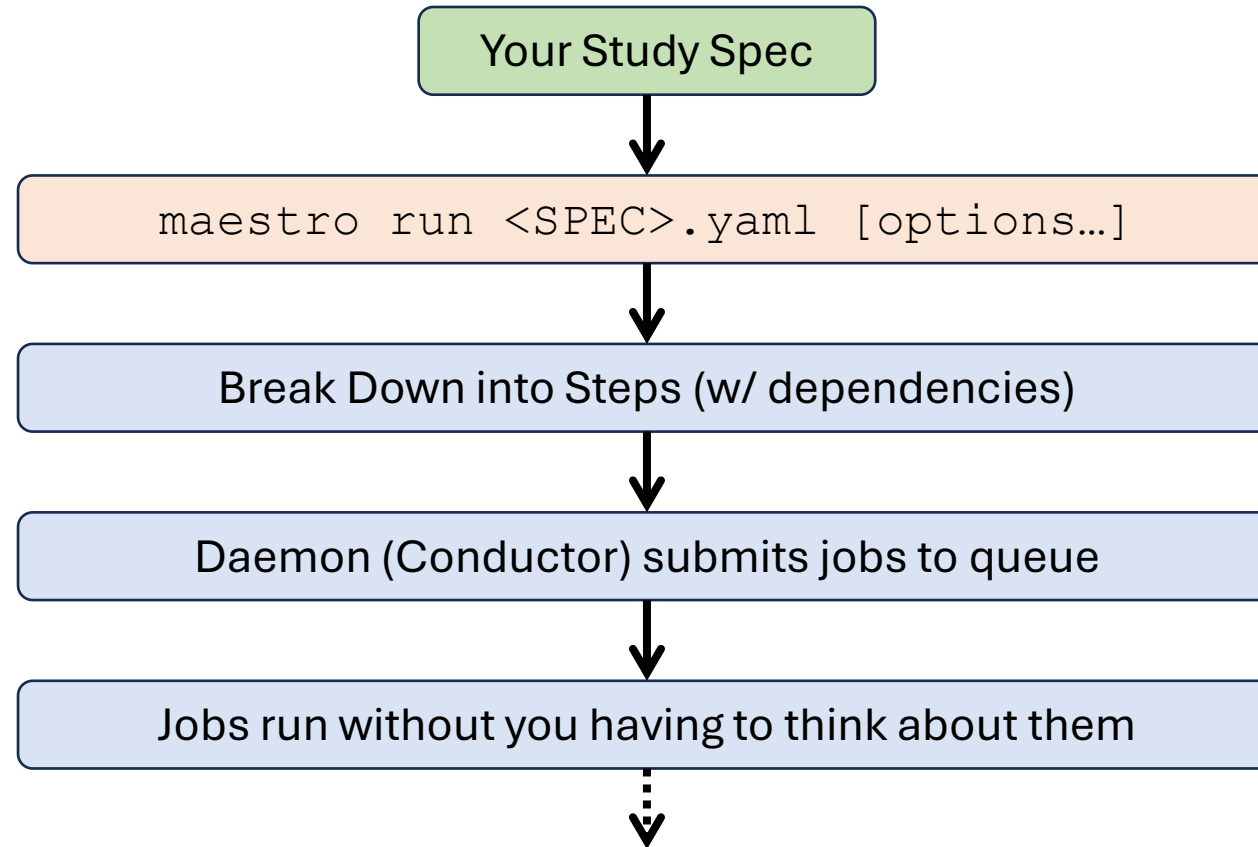 Your Study Spec
maestro run <SPEC>.yaml [options…]
Break Down into Steps (w/ dependencies)
Daemon (Conductor) submits jobs to queue
Jobs run without you having to think about them